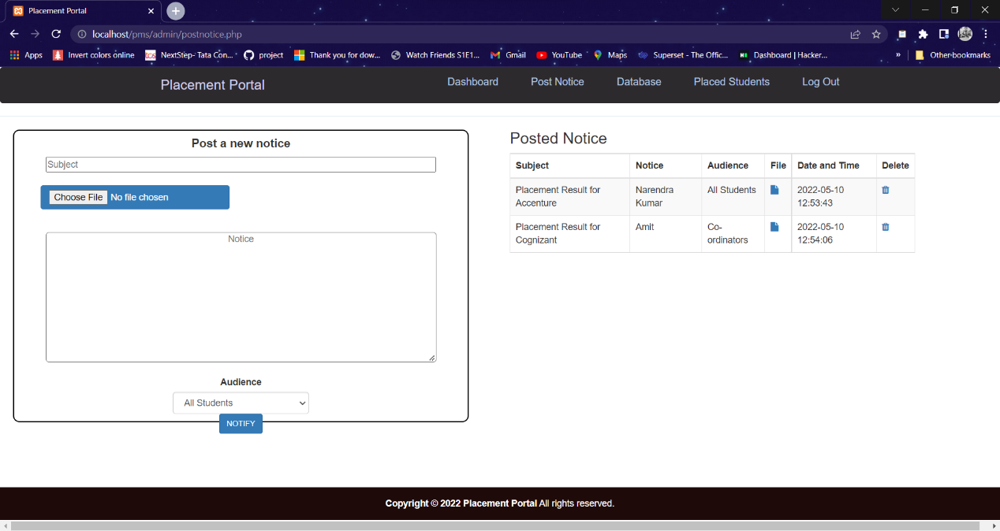 Placement Portal
localhost/pms/admin/postnotice.php
Apps Invert colors online NextStep- Tata Con... project Thank you for dow... Watch Friends S1E1... Gmail YouTube Maps Superset - The Offic... Dashboard | Hacker... » Other bookmarks
Placement Portal Dashboard Post Notice Database Placed Students Log Out
Post a new notice
Subject
Choose File No file chosen
Notice
Audience
All Students
NOTIFY
Posted Notice
Subject Notice Audience File Date and Time Delete
Placement Result for Narendra All Students 2022-05-10
Accenture Kumar 12:53:43
Placement Result for Amit Co- 2022-05-10
Cognizant ordinators 12:54:06
Copyright © 2022 Placement Portal All rights reserved.